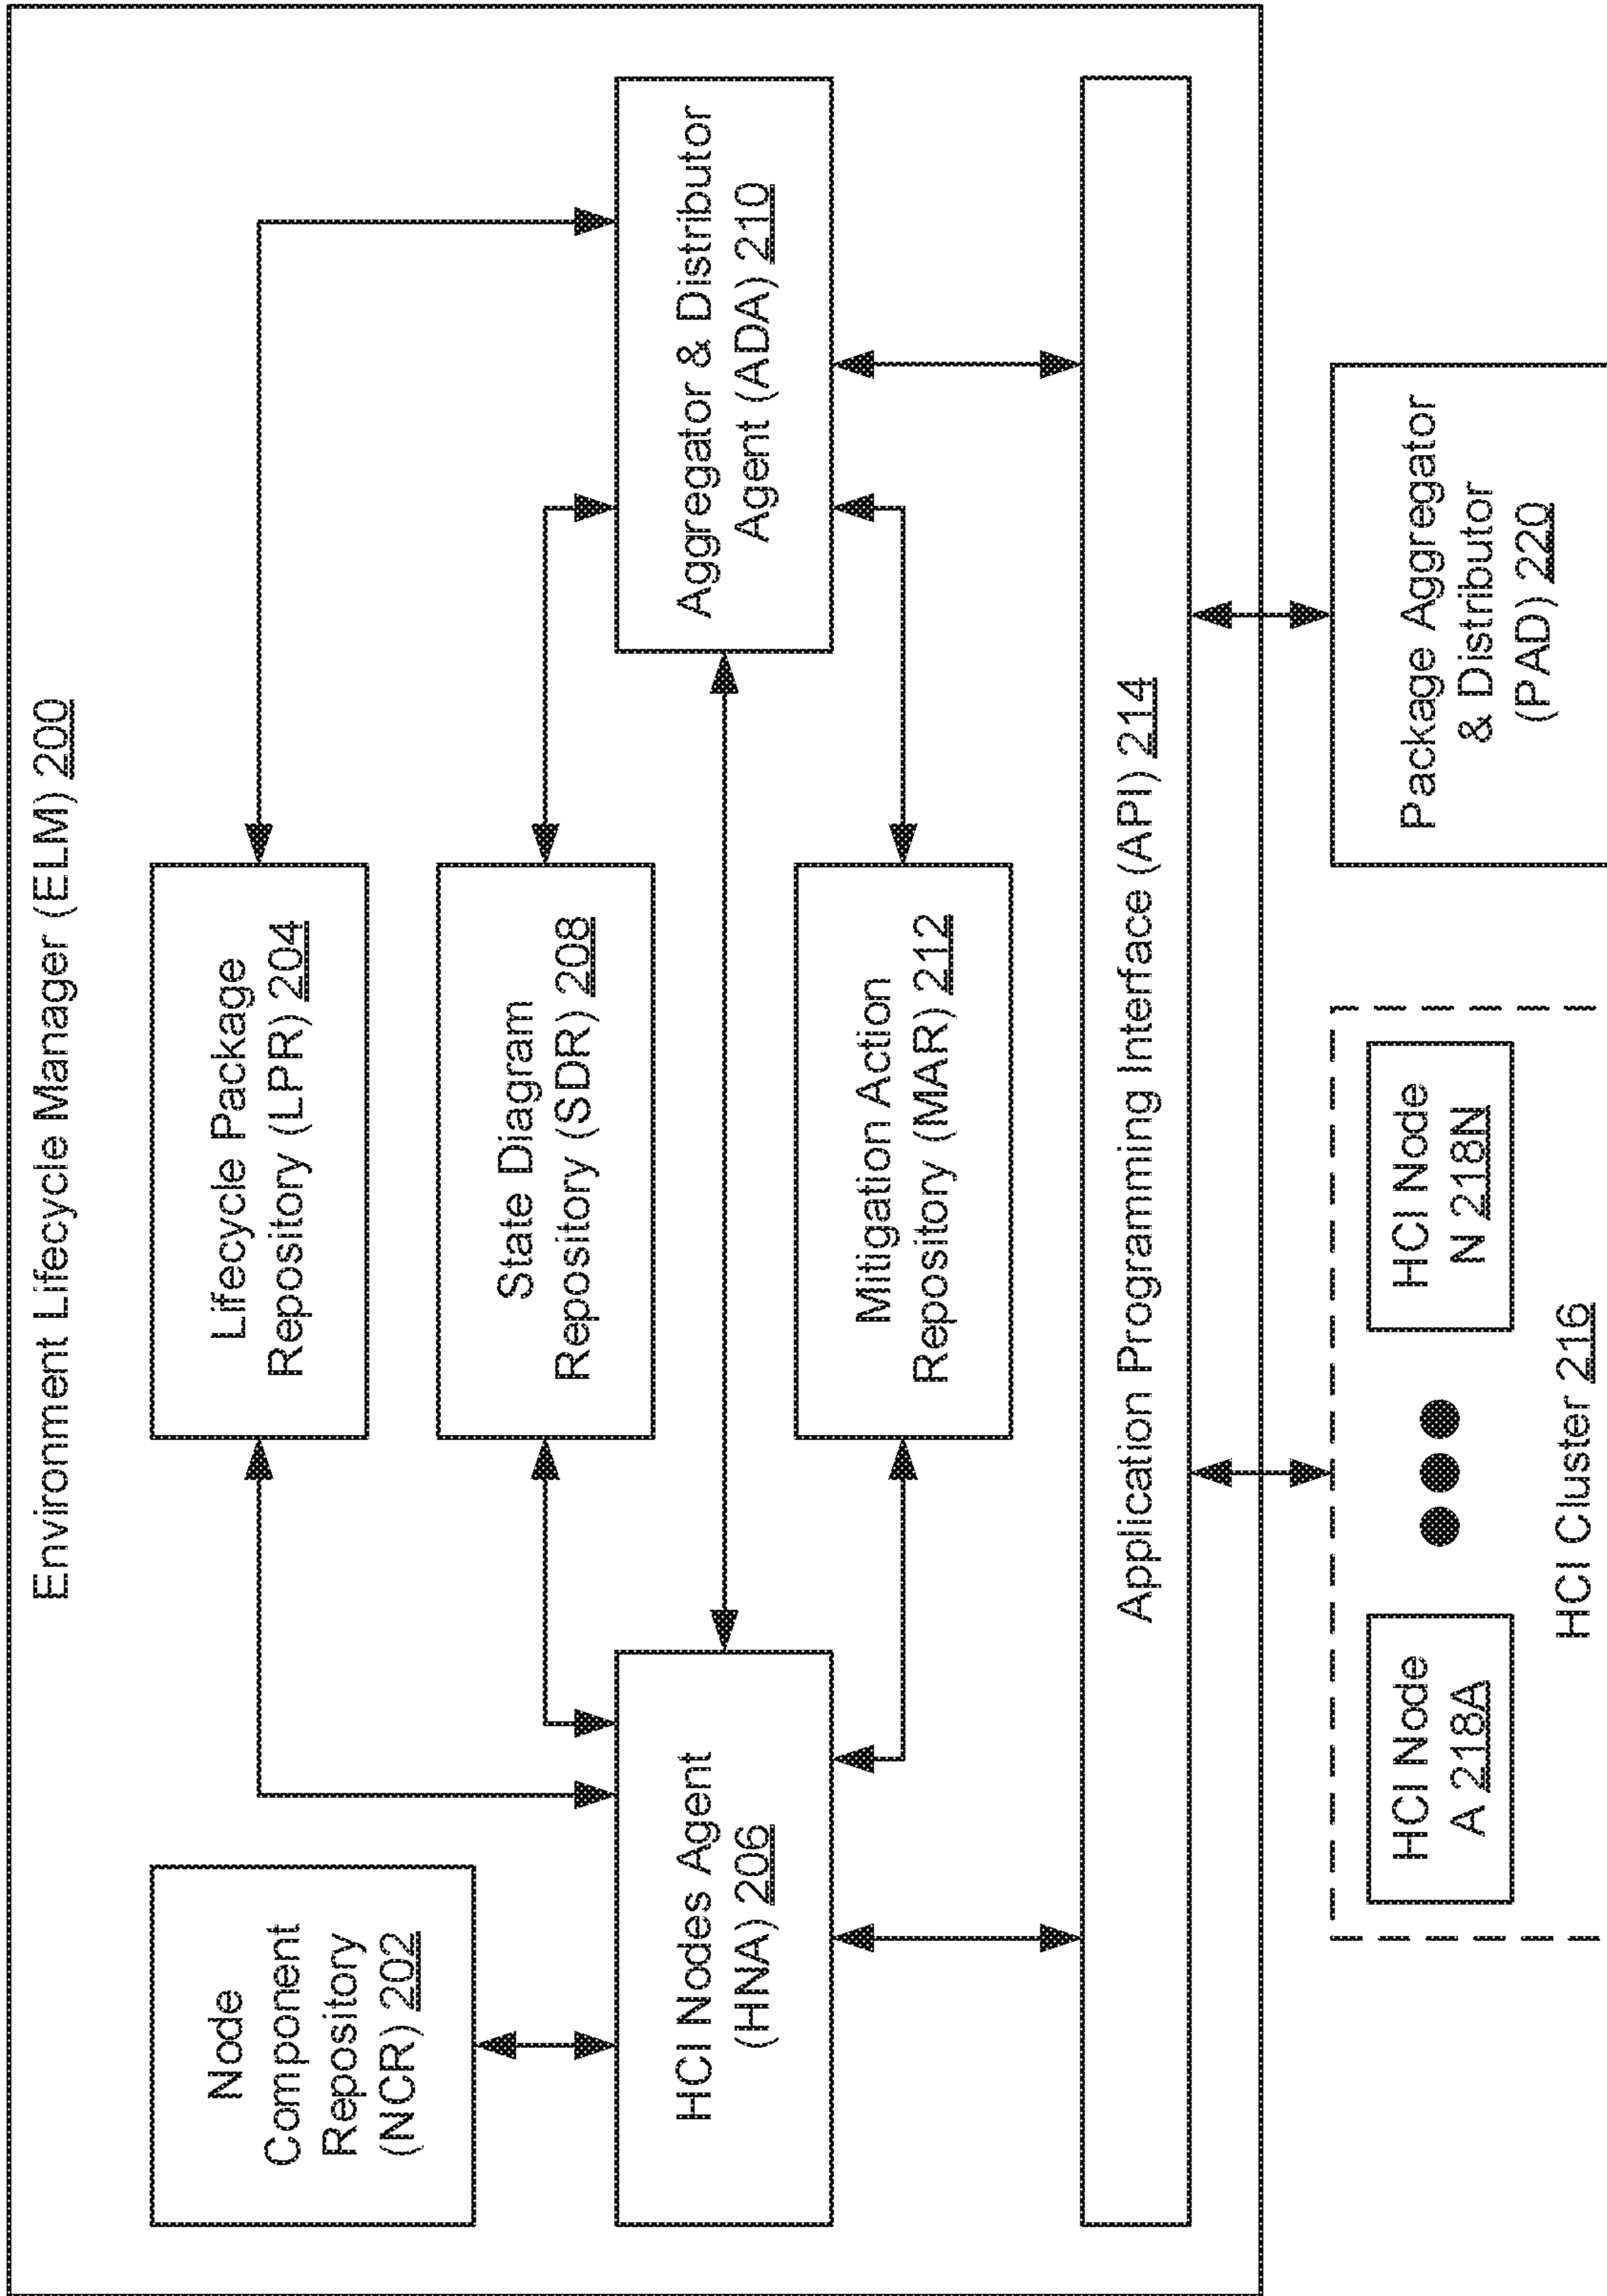 Environment Lifecycle Manager (ELM) 200
Node
Component
Repository
(NCR) 202
Lifecycle Package
Repository (LPR) 204
State Diagram
Repository (SDR) 208
HCI Nodes Agent
(HNA) 206
Aggregator & Distributor
Agent (ADA) 210
Mitigation Action
Repository (MAR) 212
Application Programming Interface (API) 214
HCI Node
A 218A
HCI Node
N 218N
HCI Cluster 216
Package Aggregator
& Distributor
(PAD) 220